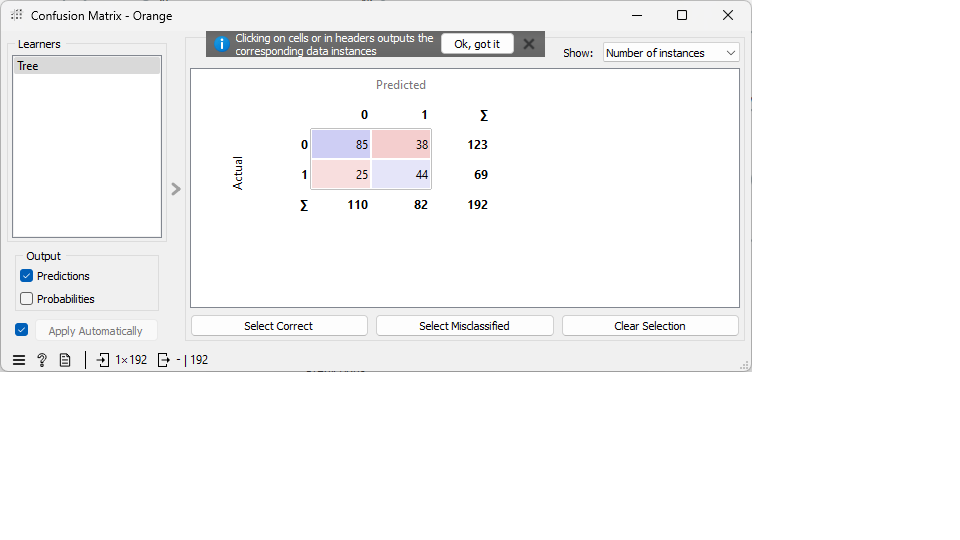 Confusion Matrix - Orange
Learners
Tree
Clicking on cells or in headers outputs the
corresponding data instances
Ok, got it
Show:
Number of instances
Predicted
0 1 Σ
Actual
0 85 38 123
1 25 44 69
Σ 110 82 192
Output
Predictions
Probabilities
Apply Automatically
Select Correct
Select Misclassified
Clear Selection
1×192
- | 192